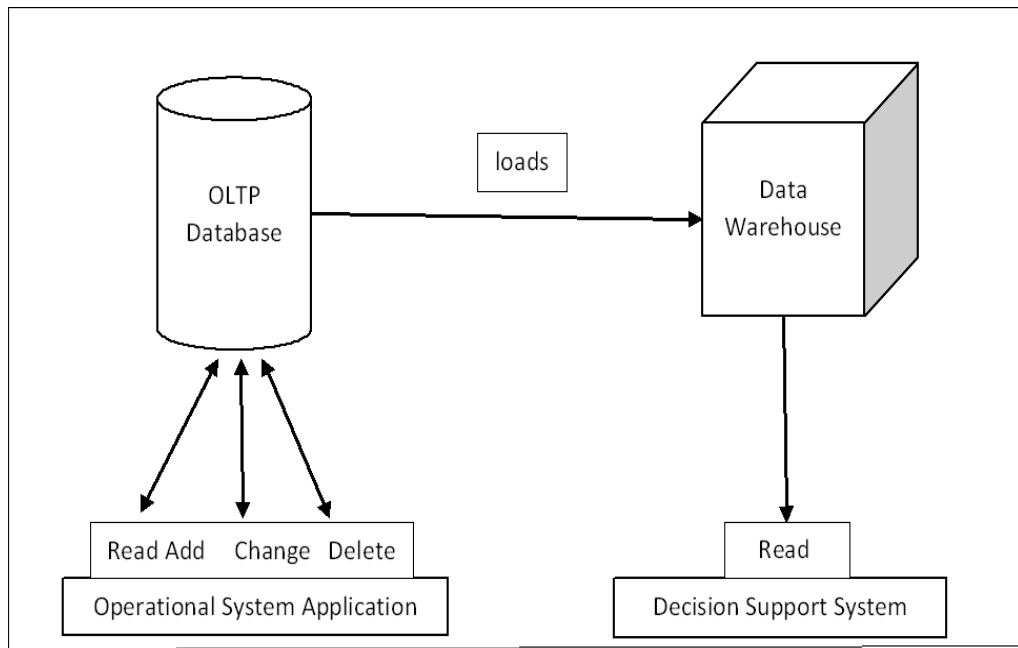 OLTP
Database
loads
Data
Warehouse
Read Add Change Delete
Operational System Application
Read
Decision Support System